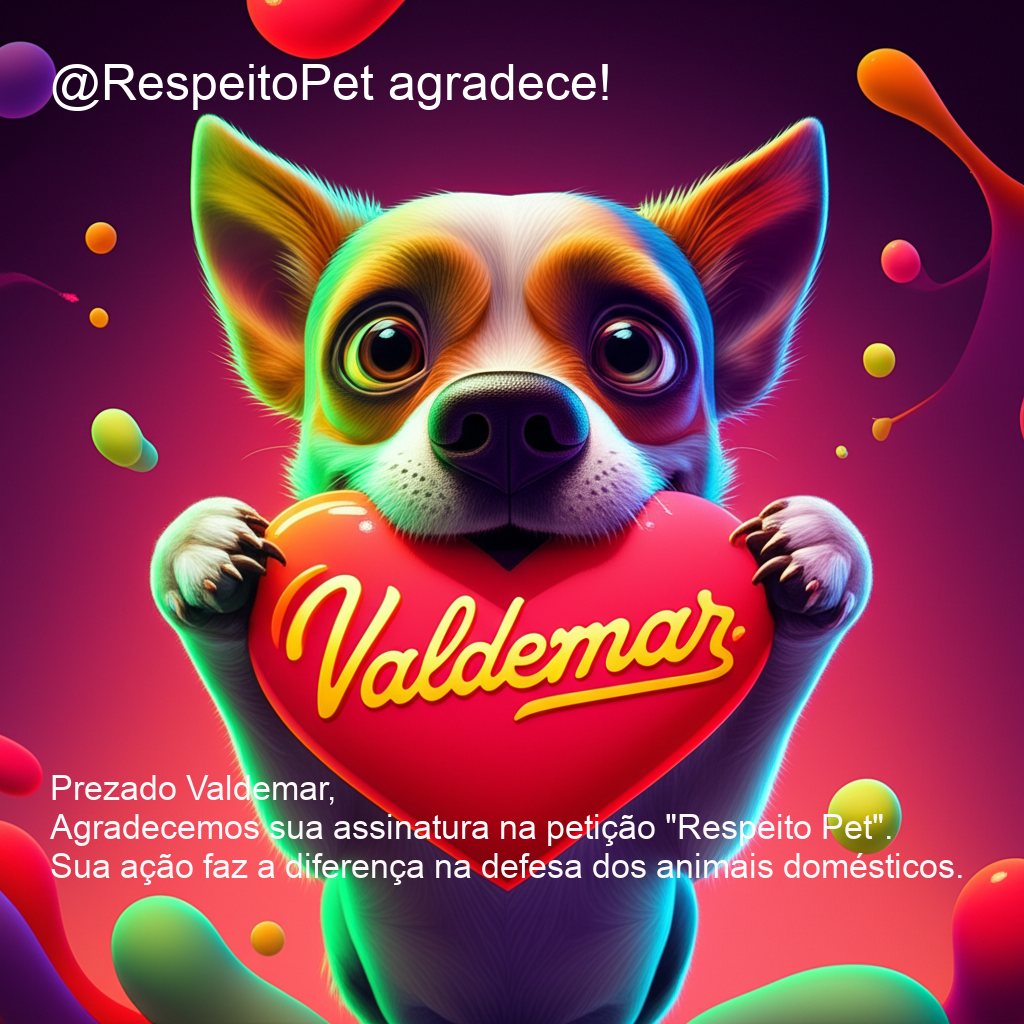 @RespeitoPet agradece!
Valdemar
Prezado Valdemar,
Agradecemos sua assinatura na petição "Respeito Pet".
Sua ação faz a diferença na defesa dos animais domésticos.